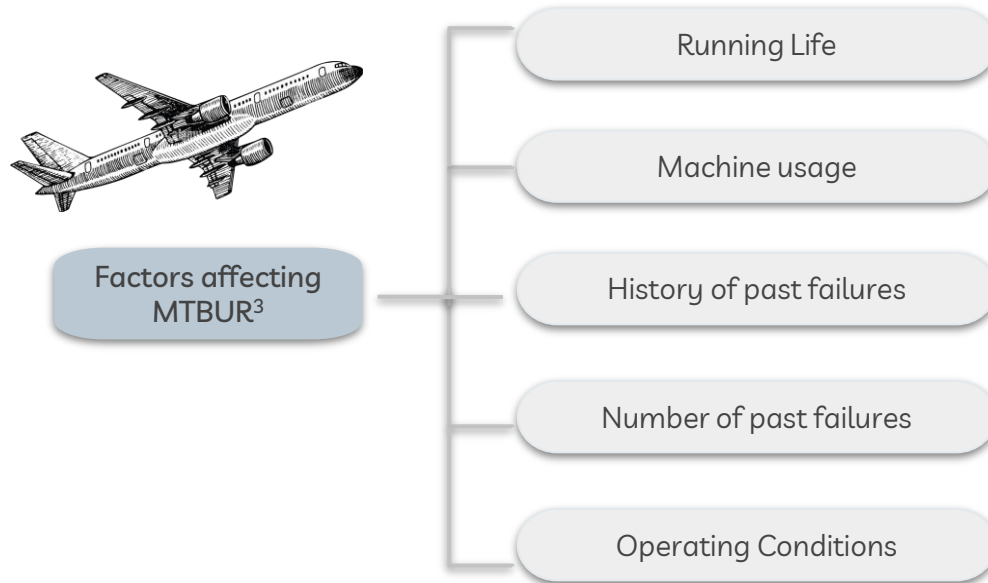 Running Life
Machine usage
Factors affecting
MTBUR³
History of past failures
Number of past failures
Operating Conditions